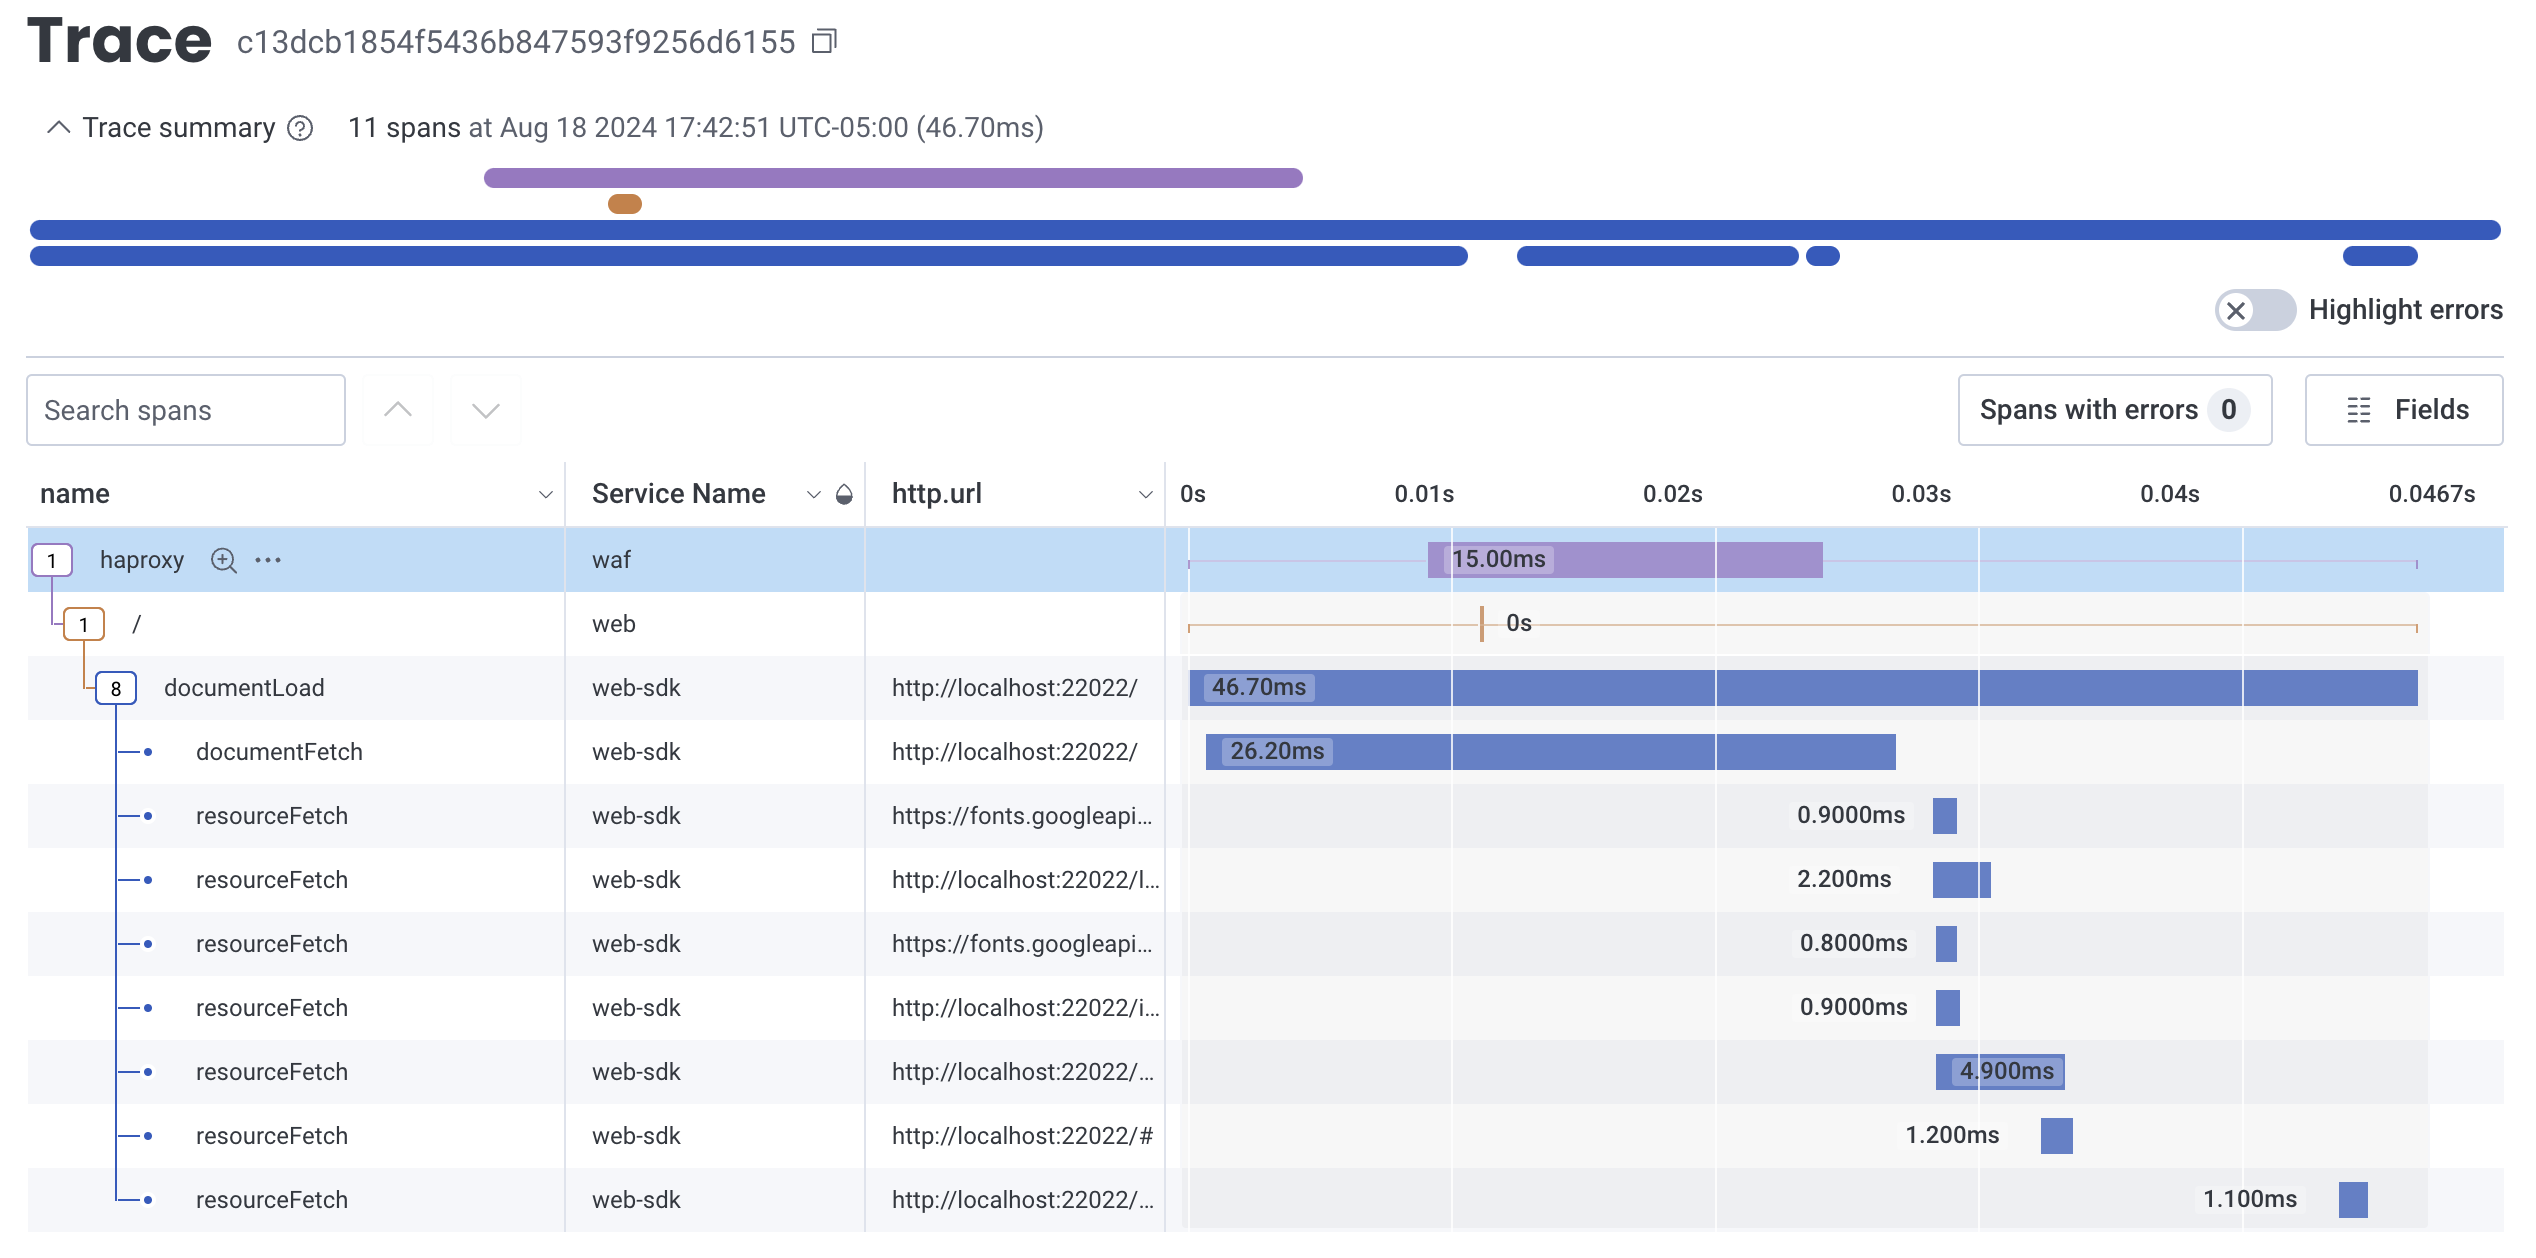 Trace c13dcb1854f5436b847593f9256d6155
Trace summary 11 spans at Aug 18 2024 17:42:51 UTC-05:00 (46.70ms)
Highlight errors
Search spans
Spans with errors 0
Fields
name Service Name http.url 0s 0.01s 0.02s 0.03s 0.04s 0.0467s
1 haproxy waf 15.00ms
1 / web 0s
8 documentLoad web-sdk http://localhost:22022/ 46.70ms
documentFetch web-sdk http://localhost:22022/ 26.20ms
resourceFetch web-sdk https://fonts.googleapi... 0.9000ms
resourceFetch web-sdk http://localhost:22022/l... 2.200ms
resourceFetch web-sdk https://fonts.googleapi... 0.8000ms
resourceFetch web-sdk http://localhost:22022/i... 0.9000ms
resourceFetch web-sdk http://localhost:22022/... 4.900ms
resourceFetch web-sdk http://localhost:22022/# 1.200ms
resourceFetch web-sdk http://localhost:22022/... 1.100ms